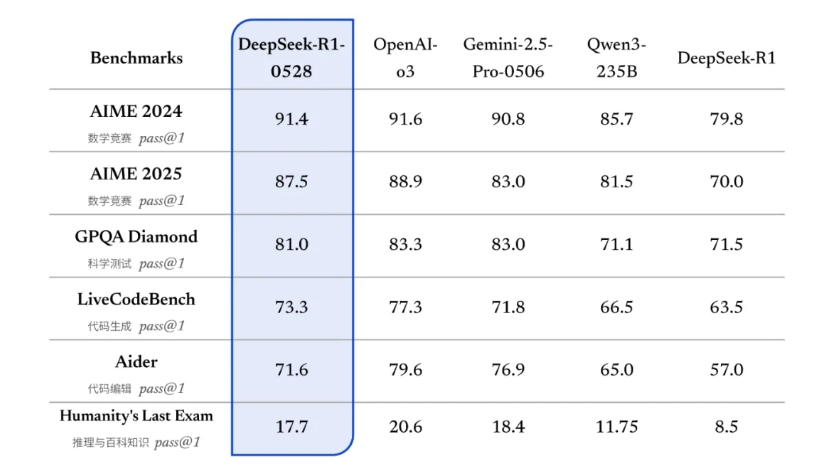 Benchmarks DeepSeek-R1-0528 OpenAI-o3 Gemini-2.5-Pro-0506 Qwen3-235B DeepSeek-R1
AIME 2024 91.4 91.6 90.8 85.7 79.8
数学竞赛 pass@1
AIME 2025 87.5 88.9 83.0 81.5 70.0
数学竞赛 pass@1
GPQA Diamond 81.0 83.3 83.0 71.1 71.5
科学测试 pass@1
LiveCodeBench 73.3 77.3 71.8 66.5 63.5
代码生成 pass@1
Aider 71.6 79.6 76.9 65.0 57.0
代码编辑 pass@1
Humanity's Last Exam 17.7 20.6 18.4 11.75 8.5
推理与百科知识 pass@1